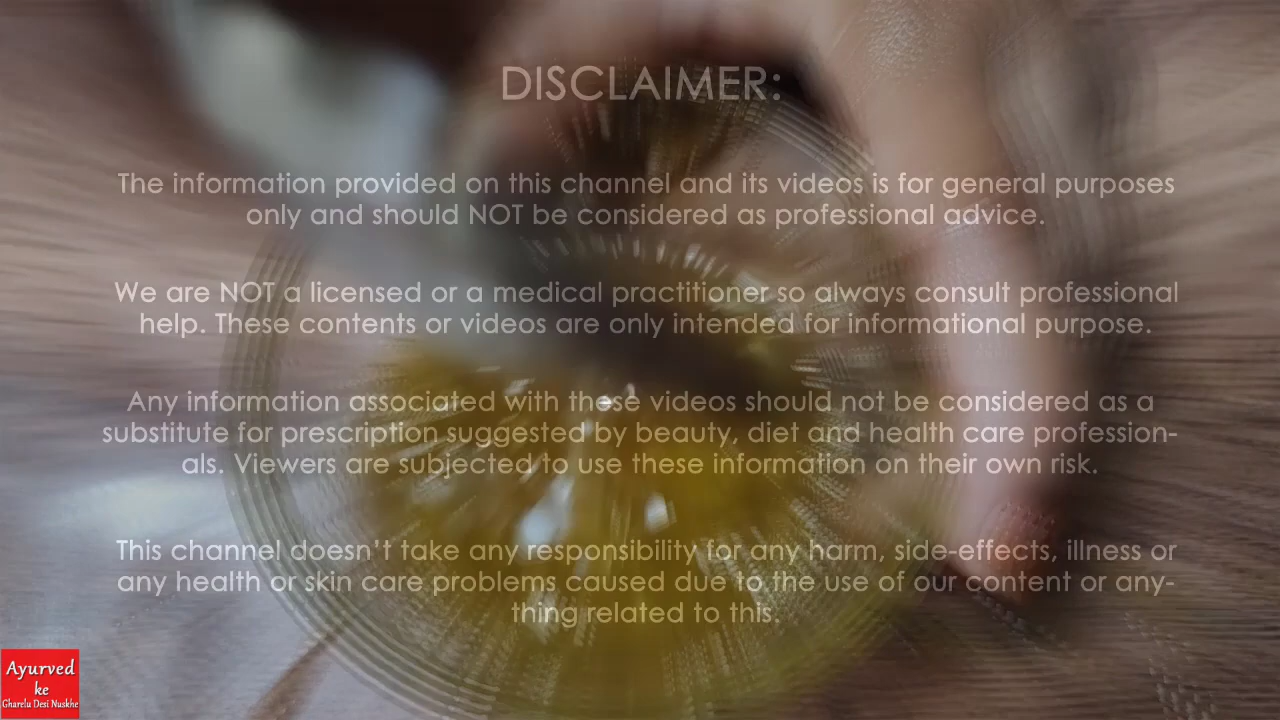 DISCLAIMER:
The information provided on this channel and its videos is for general purposes
only and should NOT be considered as professional advice.
We are NOT a licensed or a medical practitioner so always consult professional
help. These contents or videos are only intended for informational purpose.
Any information associated with these videos should not be considered as a
substitute for prescription suggested by beauty, diet and health care profession-
als. Viewers are subjected to use these information on their own risk.
This channel doesn't take any responsibility for any harm, side-effects, illness or
any health or skin care problems caused due to the use of our content or any-
thing related to this.
Ayurved
ke
Gharelu Desi Nuskhe